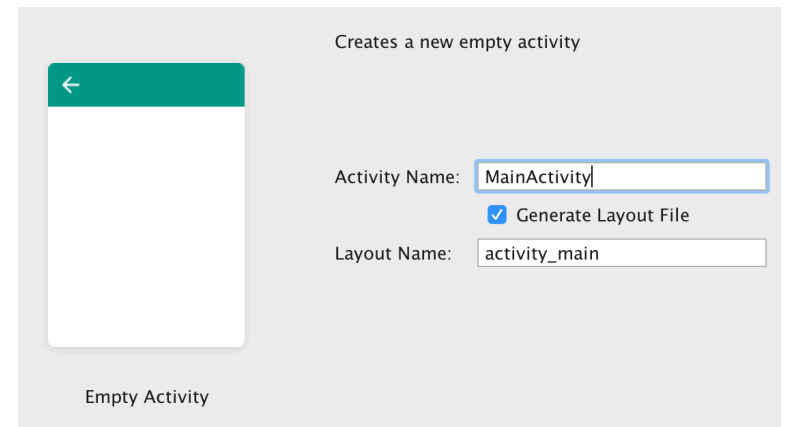 Creates a new empty activity
Activity Name: MainActivity
Generate Layout File
Layout Name: activity_main
Empty Activity